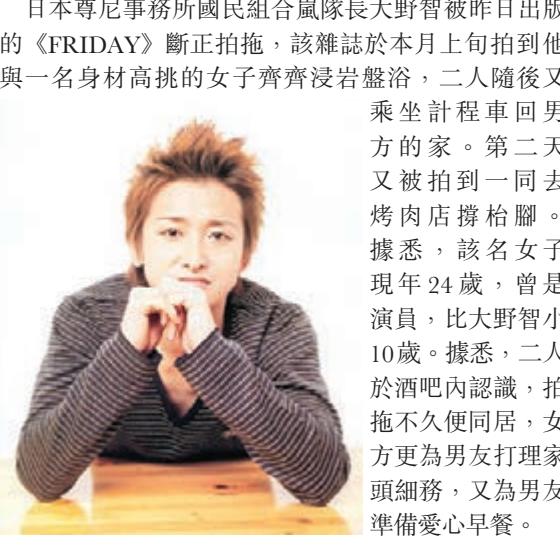 日本尊尼事務所國民組合嵐隊長大野智被昨日出版
的《FRIDAY》斷正拍拖，該雜誌於本月上旬拍到他
與一名身材高挑的女子齊齊浸岩盤浴，二人隨後又
乘坐計程車回男
方的家。第二天
又被拍到一同去
烤肉店撐枱腳。
據悉，該名女子
現年24歲，曾是
演員，比大野智小
10歲。據悉，二人
於酒吧內認識，拍
拖不久便同居，女
方更為男友打理家
頭細務，又為男友
準備愛心早餐。